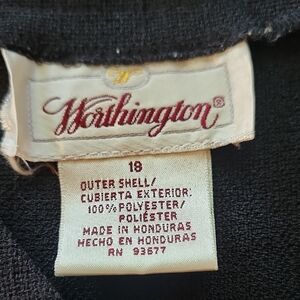 W
Worthington®
18
OUTER SHELL/
CUBIERTA EXTERIOR:
100% POLYESTER/
POLIÉSTER
MADE IN HONDURAS
HECHO EN HONDURAS
RN 93677